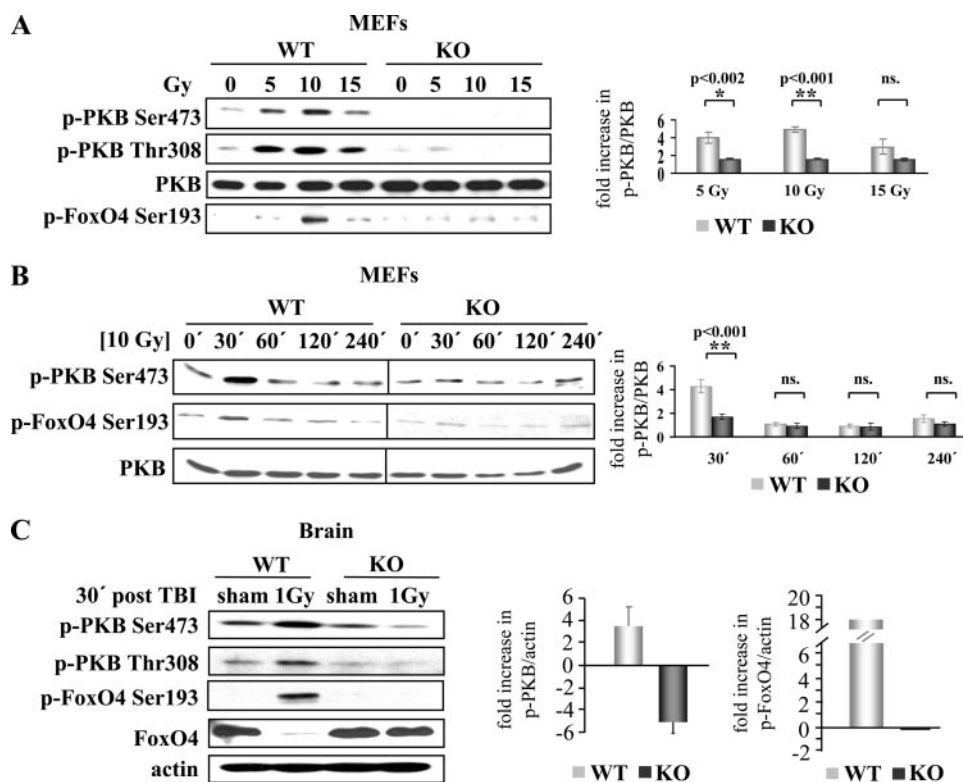 A
MEFs
WT KO
Gy 0 5 10 15 0 5 10 15
p-PKB Ser473
p-PKB Thr308
PKB
p-FoxO4 Ser193
fold increase in
p-PKB/PKB
6
4
2
0
p<0.002 p<0.001 ns.
* **
5 Gy 10 Gy 15 Gy
WT KO
B
MEFs
WT KO
[10 Gy] 0´ 30´ 60´ 120´ 240´ 0´ 30´ 60´ 120´ 240´
p-PKB Ser473
p-FoxO4 Ser193
PKB
fold increase in
p-PKB/PKB
6
4
2
0
p<0.001
** ns. ns. ns.
30´ 60´ 120´ 240´
WT KO
C
Brain
WT KO
30´ post TBI sham 1Gy sham 1Gy
p-PKB Ser473
p-PKB Thr308
p-FoxO4 Ser193
FoxO4
actin
fold increase in
p-PKB/actin
6
4
2
0
-2
-4
-6
WT KO
fold increase in
p-FoxO4/actin
20
18
6
4
2
0
-2
WT KO